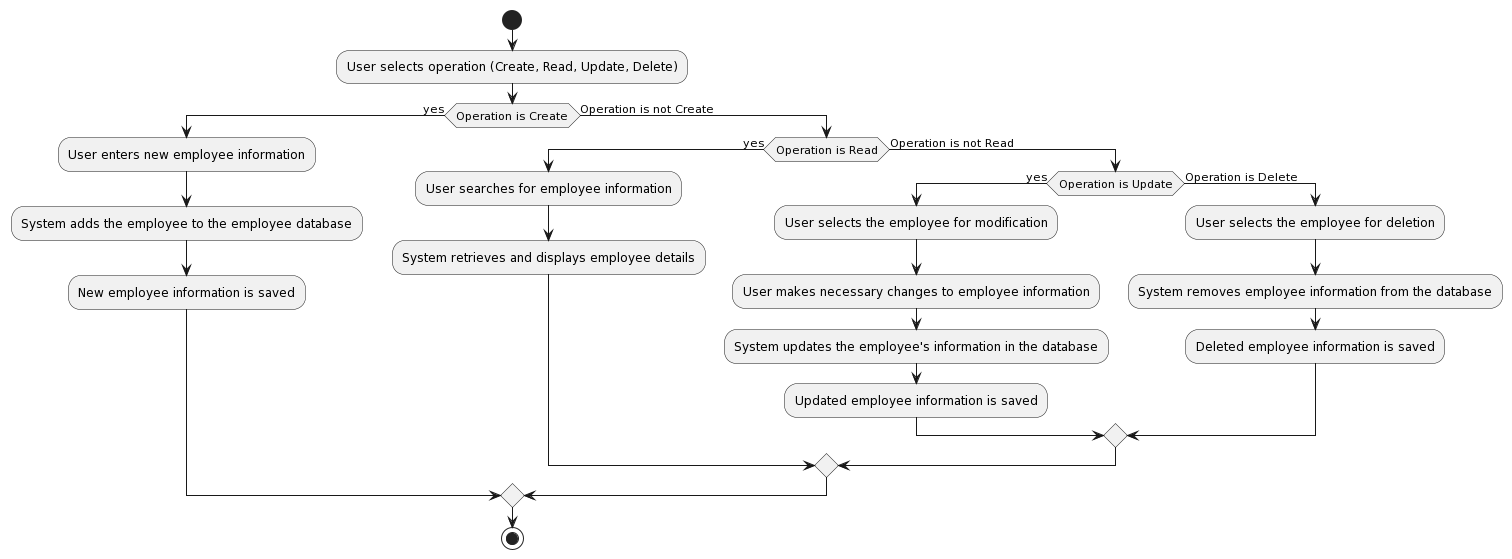 User selects operation (Create, Read, Update, Delete)
yes
Operation is Create
Operation is not Create
User enters new employee information
System adds the employee to the employee database
New employee information is saved
yes
Operation is Read
Operation is not Read
User searches for employee information
System retrieves and displays employee details
yes
Operation is Update
Operation is Delete
User selects the employee for modification
User makes necessary changes to employee information
System updates the employee's information in the database
Updated employee information is saved
User selects the employee for deletion
System removes employee information from the database
Deleted employee information is saved